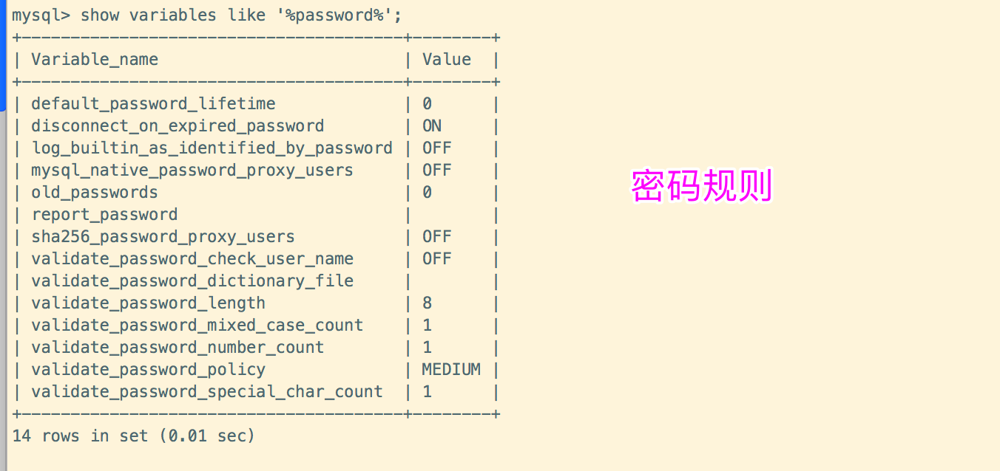 mysql> show variables like '%password%';
+---------------------------------------+--------+
| Variable_name                         | Value  |
+---------------------------------------+--------+
| default_password_lifetime             | 0      |
| disconnect_on_expired_password        | ON     |
| log_builtin_as_identified_by_password | OFF    |
| mysql_native_password_proxy_users     | OFF    |
| old_passwords                         | 0      |
| report_password                       |        |
| sha256_password_proxy_users           | OFF    |
| validate_password_check_user_name     | OFF    |
| validate_password_dictionary_file     |        |
| validate_password_length              | 8      |
| validate_password_mixed_case_count    | 1      |
| validate_password_number_count        | 1      |
| validate_password_policy              | MEDIUM |
| validate_password_special_char_count  | 1      |
+---------------------------------------+--------+
14 rows in set (0.01 sec)
密码规则